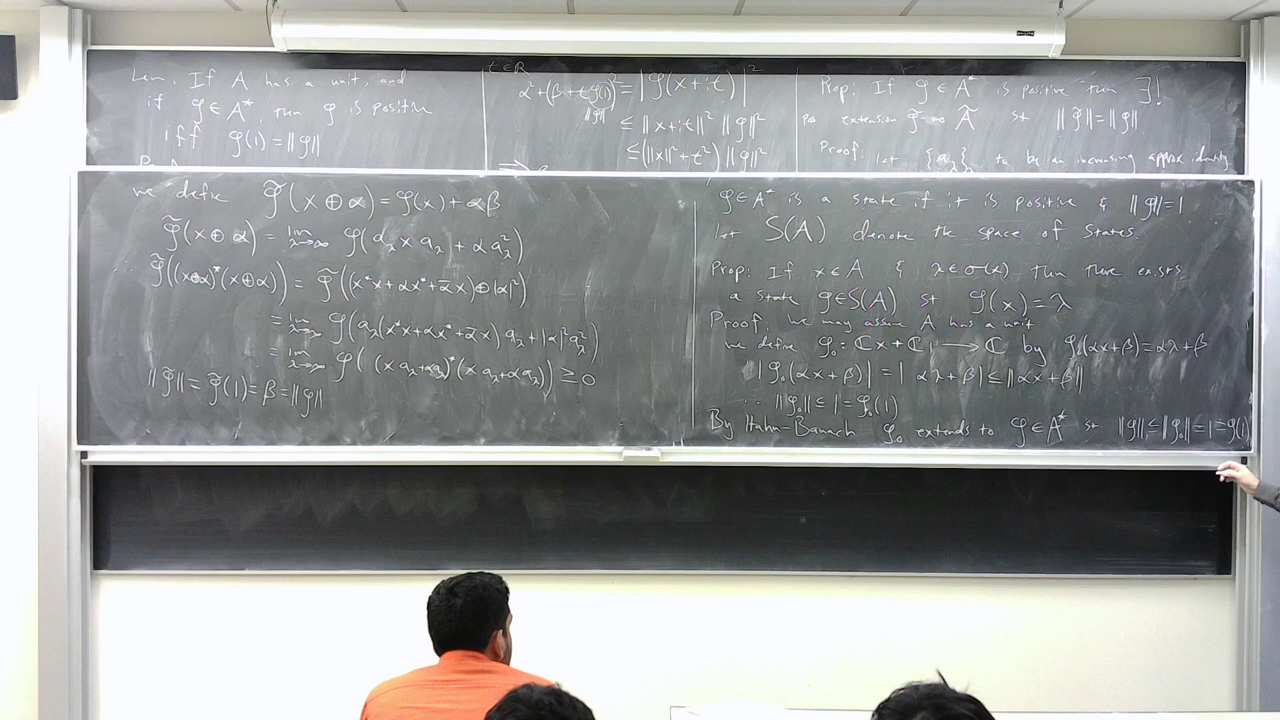 Lem. If A has a unit, and
if φ ∈ A*, then φ is positive
iff φ(1) = ||φ||
t∈R
α² + (β + tφ(1))² = |φ(x+it)|²
||φ||
≤ ||x+it||² ||φ||²
≤ (||x||² + t²) ||φ||²
⇒
Prop: If φ ∈ A* is positive then ∃!
pos extension φ̃ to Ã st ||φ̃|| = ||φ||
Proof: let {a_λ} to be an increasing approx identity
we define φ̃(x ⊕ α) = φ(x) + αβ
φ̃(x ⊕ α) = lim_{λ→∞} φ(a_λ x a_λ + α a_λ²)
∴ φ̃((x⊕α)*(x⊕α)) = φ̃((x*x + αx* + ᾱx) ⊕ |α|²)
= lim_{λ→∞} φ(a_λ(x*x + αx* + ᾱx)a_λ + |α|²a_λ²)
= lim_{λ→∞} φ((x a_λ + αa_λ)*(x a_λ + α a_λ)) ≥ 0
||φ̃|| = φ̃(1) = β = ||φ||
φ ∈ A* is a state if it is positive & ||φ|| = 1
let S(A) denote the space of states.
Prop: If x ∈ A & λ ∈ σ(x) then there exists
a state φ ∈ S(A) st φ(x) = λ
Proof: we may assume A has a unit
we define φ₀: ℂx + ℂ1 → ℂ by φ₀(αx + β) = αλ + β
|φ₀(αx + β)| = |αλ + β| ≤ ||αx + β||
∴ ||φ₀|| ≤ 1 = φ₀(1)
By Hahn-Banach φ₀ extends to φ ∈ A* st ||φ|| ≤ ||φ₀|| = 1 = φ(1)